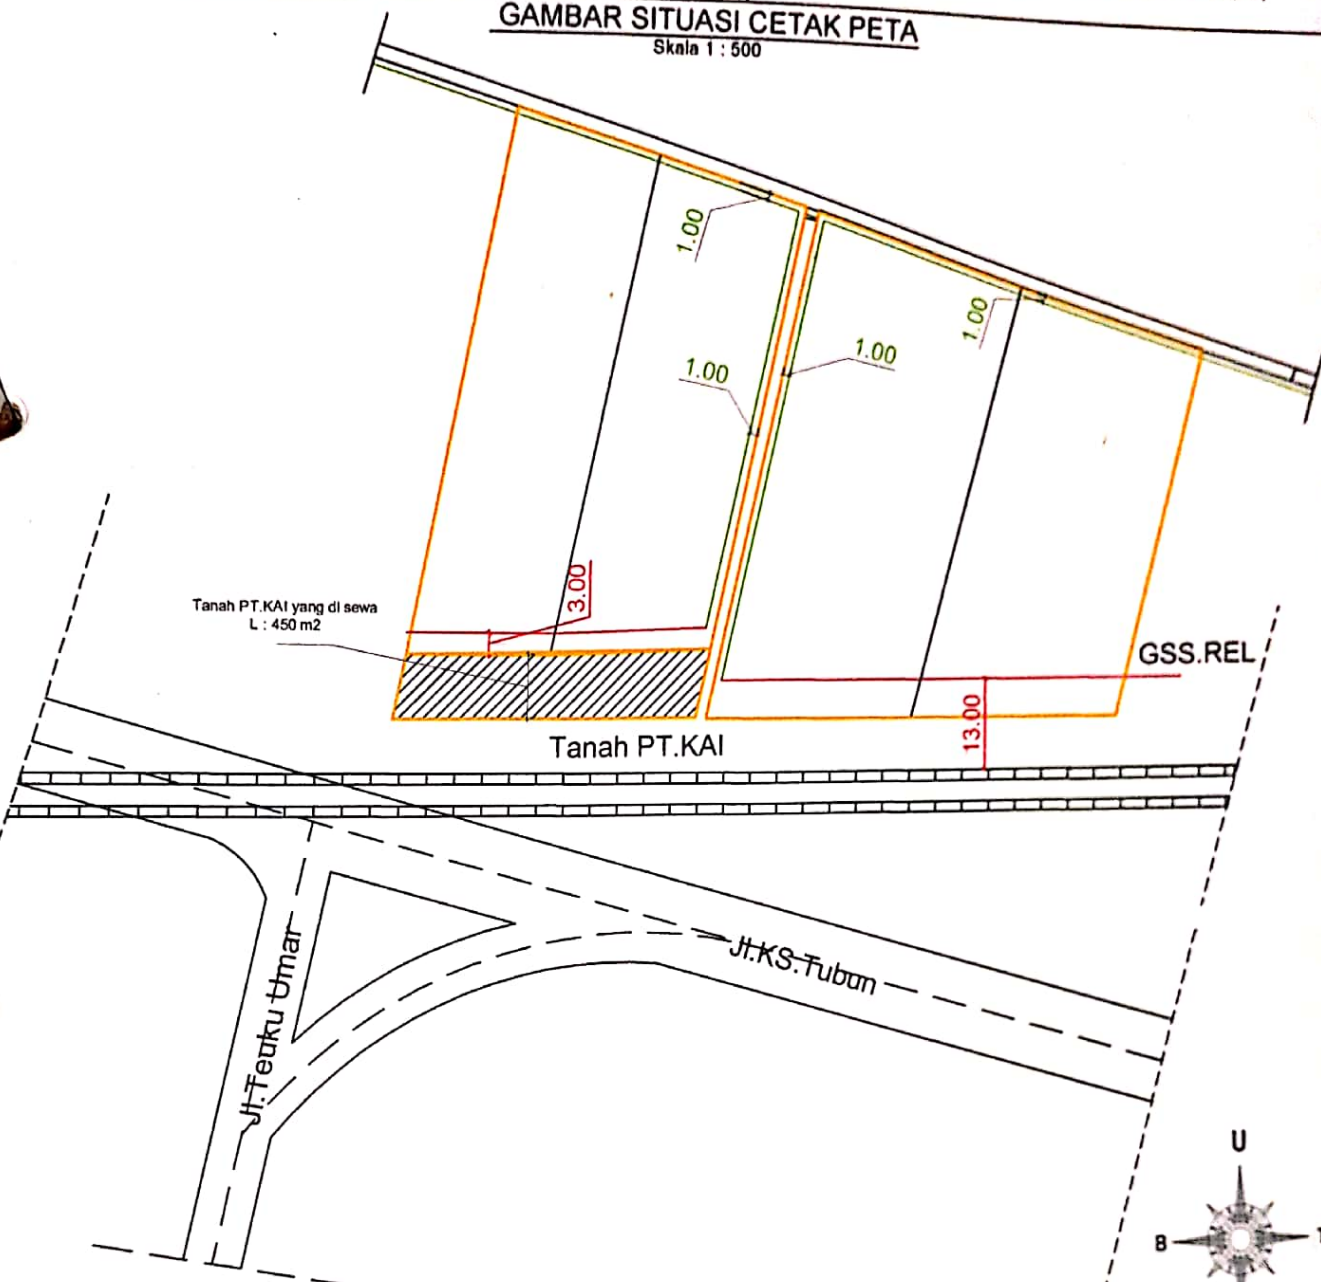 GAMBAR SITUASI CETAK PETA
Skala 1 : 500
1.00
1.00
1.00
1.00
3.00
Tanah PT.KAI yang di sewa
L : 450 m2
GSS.REL
13.00
Tanah PT.KAI
Jl.KS.Tubun
Jl.Teuku Umar
U
B